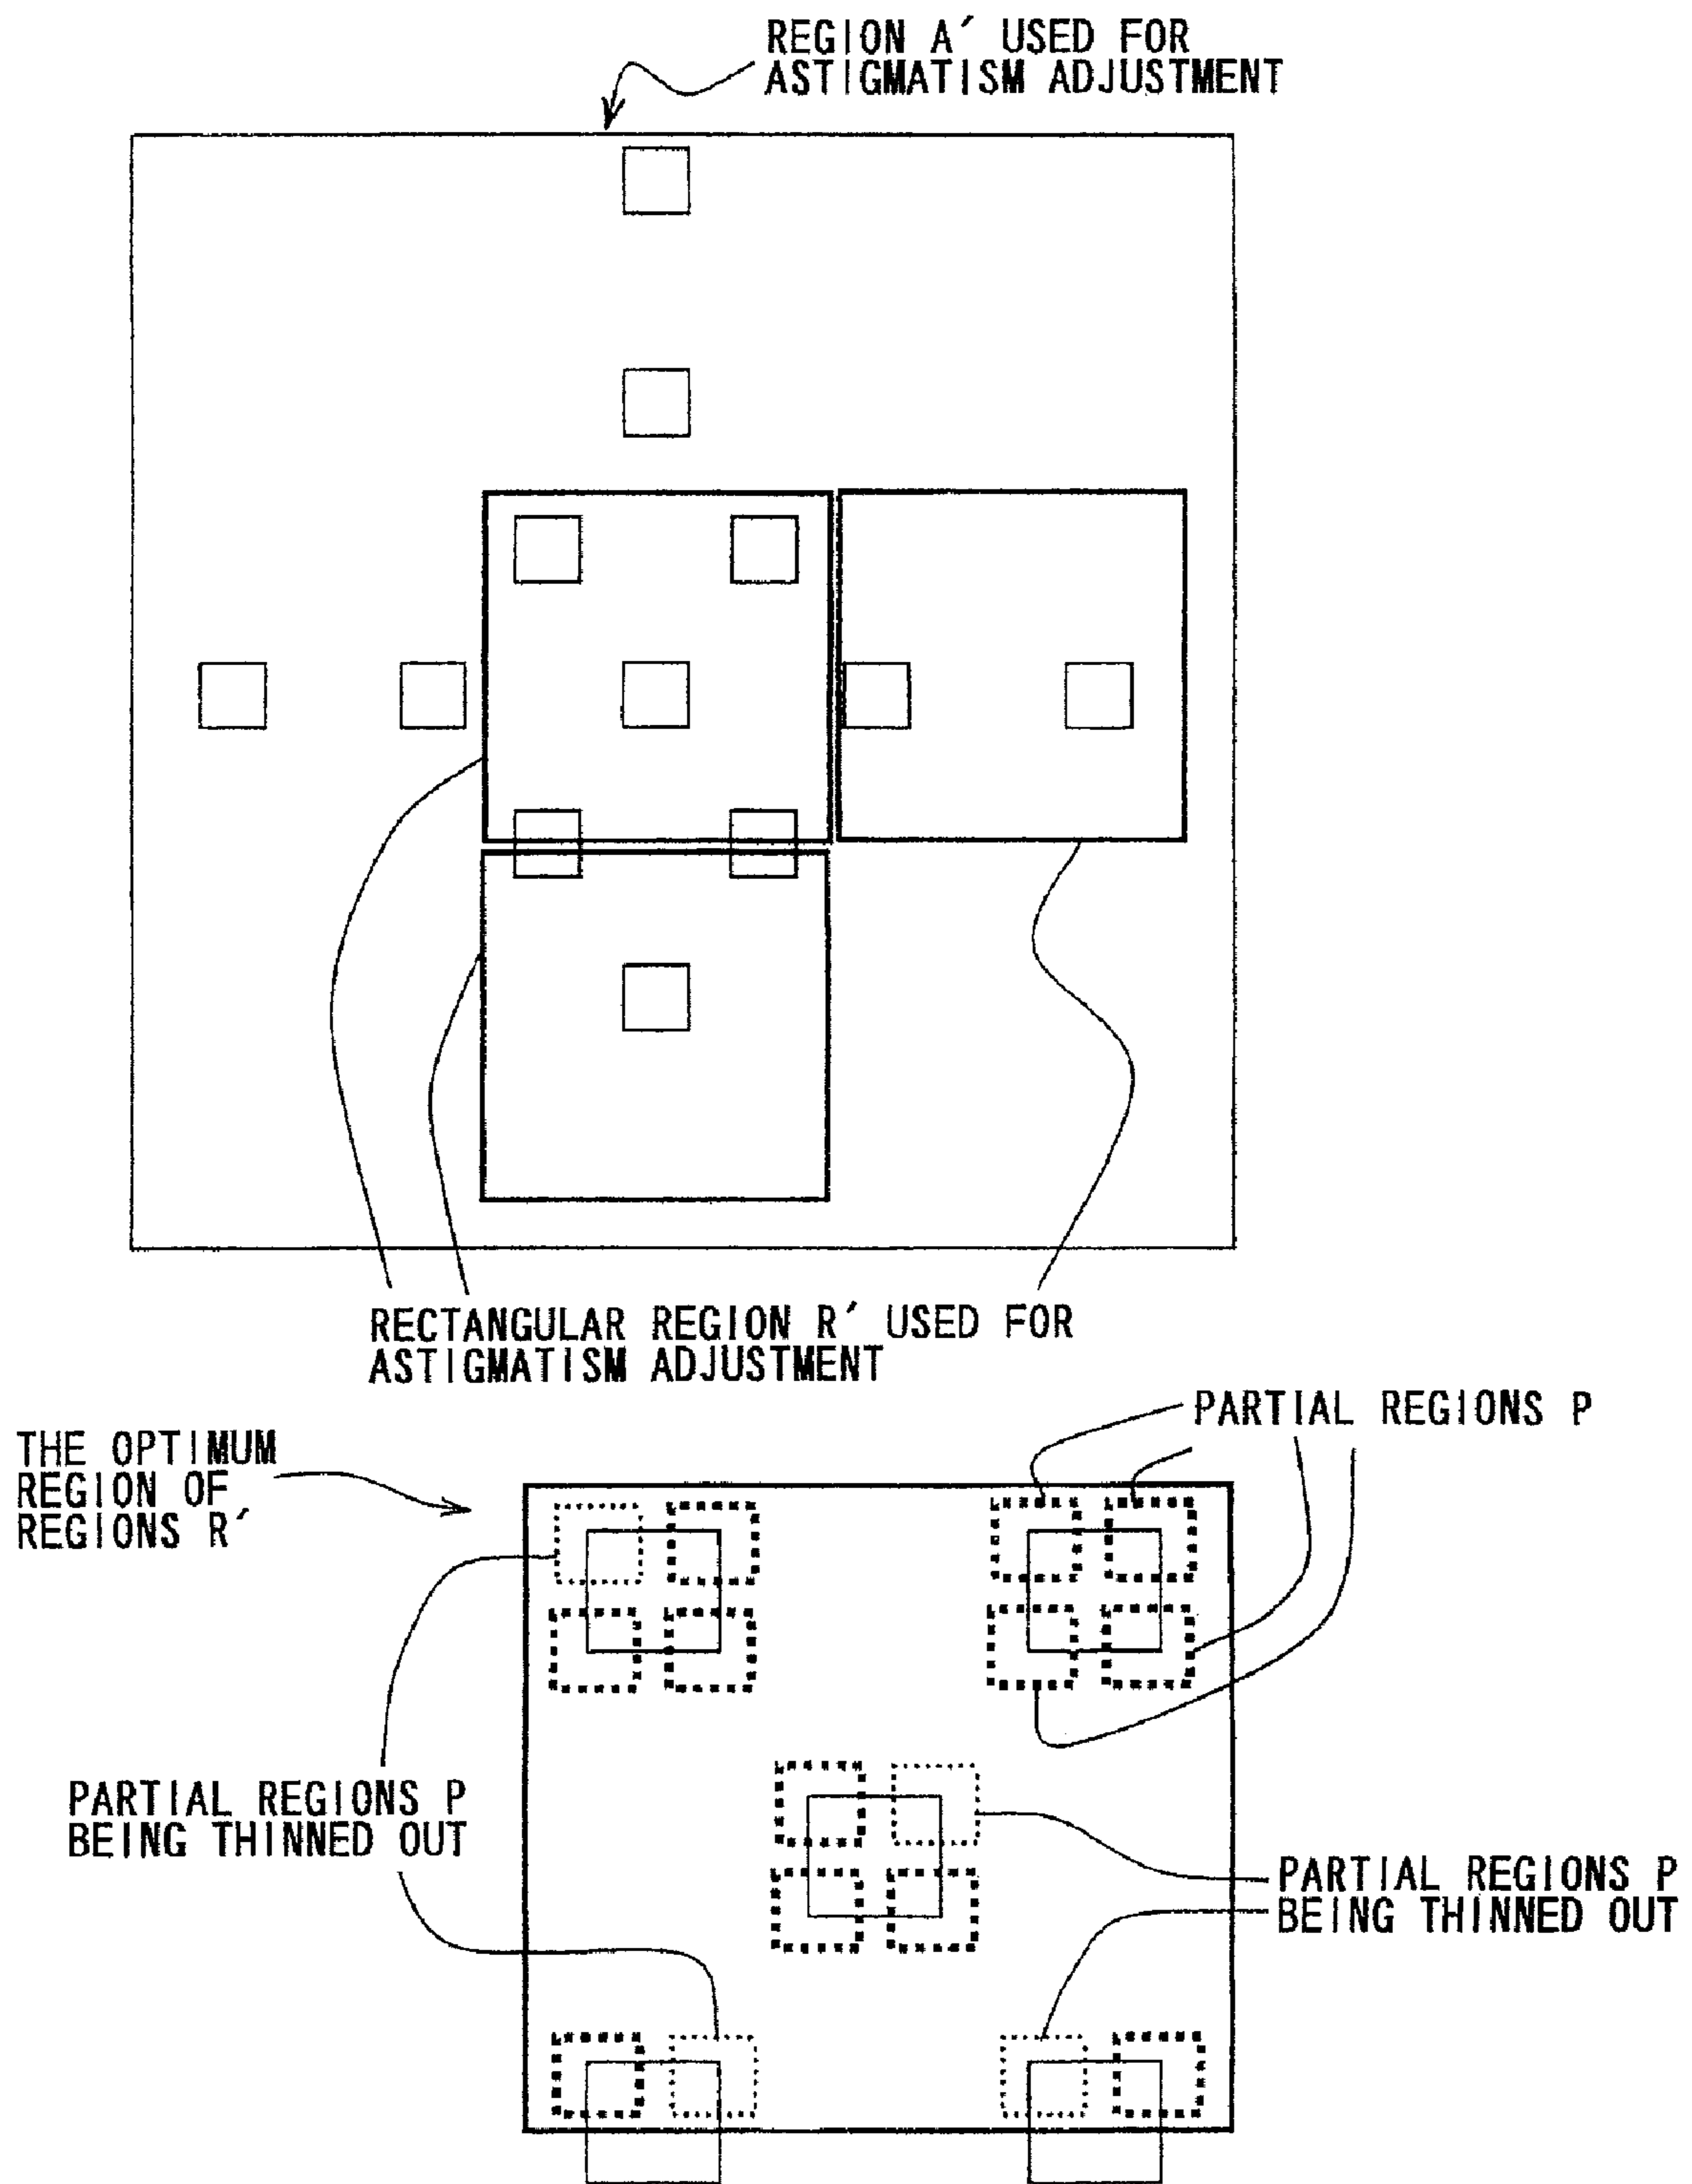 REGION A′ USED FOR
ASTIGMATISM ADJUSTMENT
RECTANGULAR REGION R′ USED FOR
ASTIGMATISM ADJUSTMENT
PARTIAL REGIONS P
THE OPTIMUM
REGION OF
REGIONS R′
PARTIAL REGIONS P
BEING THINNED OUT
PARTIAL REGIONS P
BEING THINNED OUT